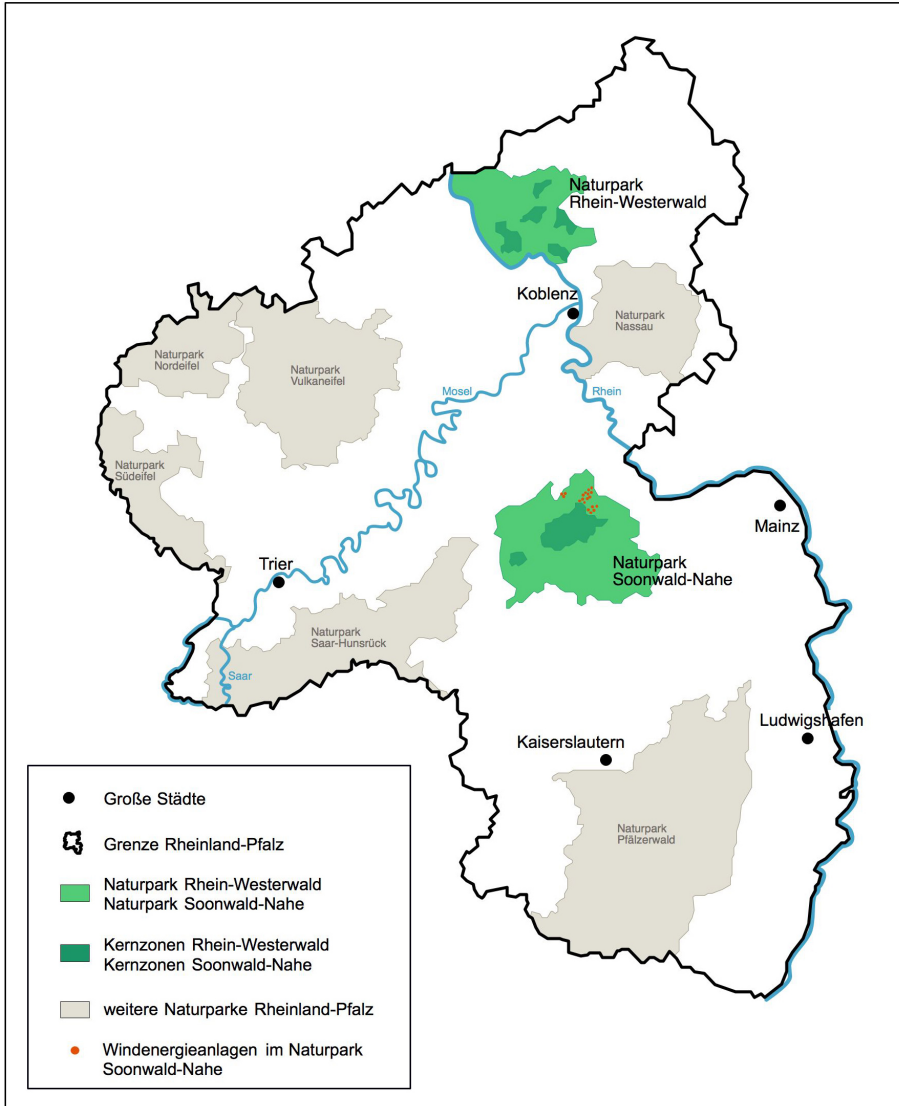 Naturpark
Rhein-Westerwald
Koblenz
Naturpark
Nassau
Naturpark
Nordeifel
Naturpark
Vulkaneifel
Mosel
Rhein
Naturpark
Südeifel
Mainz
Trier
Naturpark
Soonwald-Nahe
Naturpark
Saar-Hunsrück
Saar
Ludwigshafen
Kaiserslautern
Naturpark
Pfälzerwald
Große Städte
Grenze Rheinland-Pfalz
Naturpark Rhein-Westerwald
Naturpark Soonwald-Nahe
Kernzonen Rhein-Westerwald
Kernzonen Soonwald-Nahe
weitere Naturparke Rheinland-Pfalz
Windenergieanlagen im Naturpark
Soonwald-Nahe